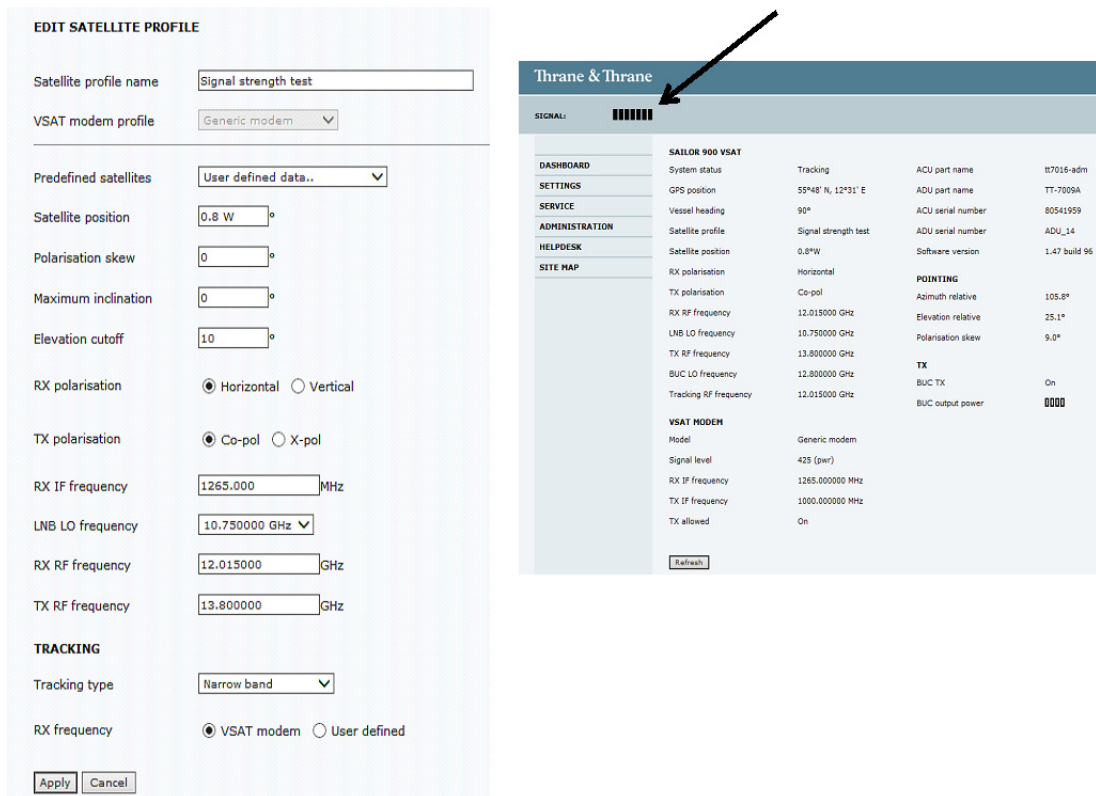 EDIT SATELLITE PROFILE
Satellite profile name Signal strength test
VSAT modem profile Generic modem
Predefined satellites User defined data..
Satellite position 0.8 W °
Polarisation skew 0 °
Maximum inclination 0 °
Elevation cutoff 10 °
RX polarisation Horizontal Vertical
TX polarisation Co-pol X-pol
RX IF frequency 1265.000 MHz
LNB LO frequency 10.750000 GHz
RX RF frequency 12.015000 GHz
TX RF frequency 13.800000 GHz
TRACKING
Tracking type Narrow band
RX frequency VSAT modem User defined
Apply Cancel
Thrane & Thrane
SIGNAL:
DASHBOARD
SETTINGS
SERVICE
ADMINISTRATION
HELPDESK
SITE MAP
SAILOR 900 VSAT
System status Tracking
GPS position 55°48' N, 12°31' E
Vessel heading 90°
Satellite profile Signal strength test
Satellite position 0.8°W
RX polarisation Horizontal
TX polarisation Co-pol
RX RF frequency 12.015000 GHz
LNB LO frequency 10.750000 GHz
TX RF frequency 13.800000 GHz
BUC LO frequency 12.800000 GHz
Tracking RF frequency 12.015000 GHz
VSAT MODEM
Model Generic modem
Signal level 425 (pwr)
RX IF frequency 1265.000000 MHz
TX IF frequency 1000.000000 MHz
TX allowed On
Refresh
ACU part name tt7016-adm
ADU part name TT-7009A
ACU serial number 80541959
ADU serial number ADU_14
Software version 1.47 build 96
POINTING
Azimuth relative 105.8°
Elevation relative 25.1°
Polarisation skew 9.0°
TX
BUC TX On
BUC output power